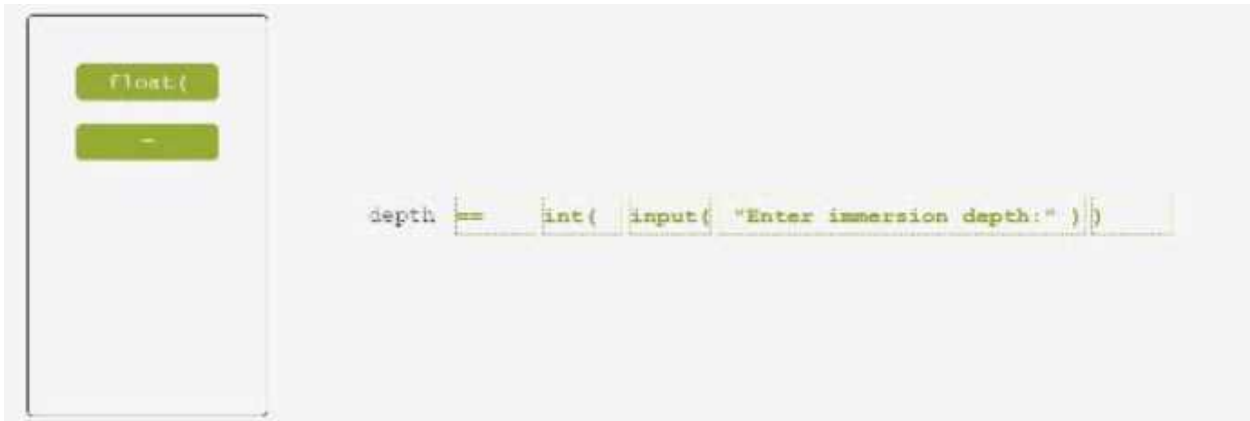 float(
depth == int( input( "Enter immersion depth:" ) )